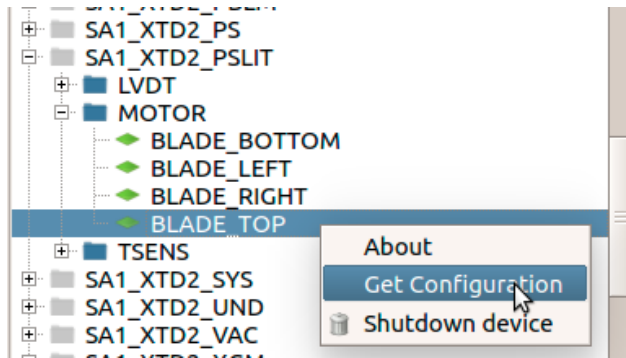 SA1_XTD2_PS
SA1_XTD2_PSLIT
LVDT
MOTOR
BLADE_BOTTOM
BLADE_LEFT
BLADE_RIGHT
BLADE_TOP
TSENS
SA1_XTD2_SYS
SA1_XTD2_UND
SA1_XTD2_VAC
About
Get Configuration
Shutdown device